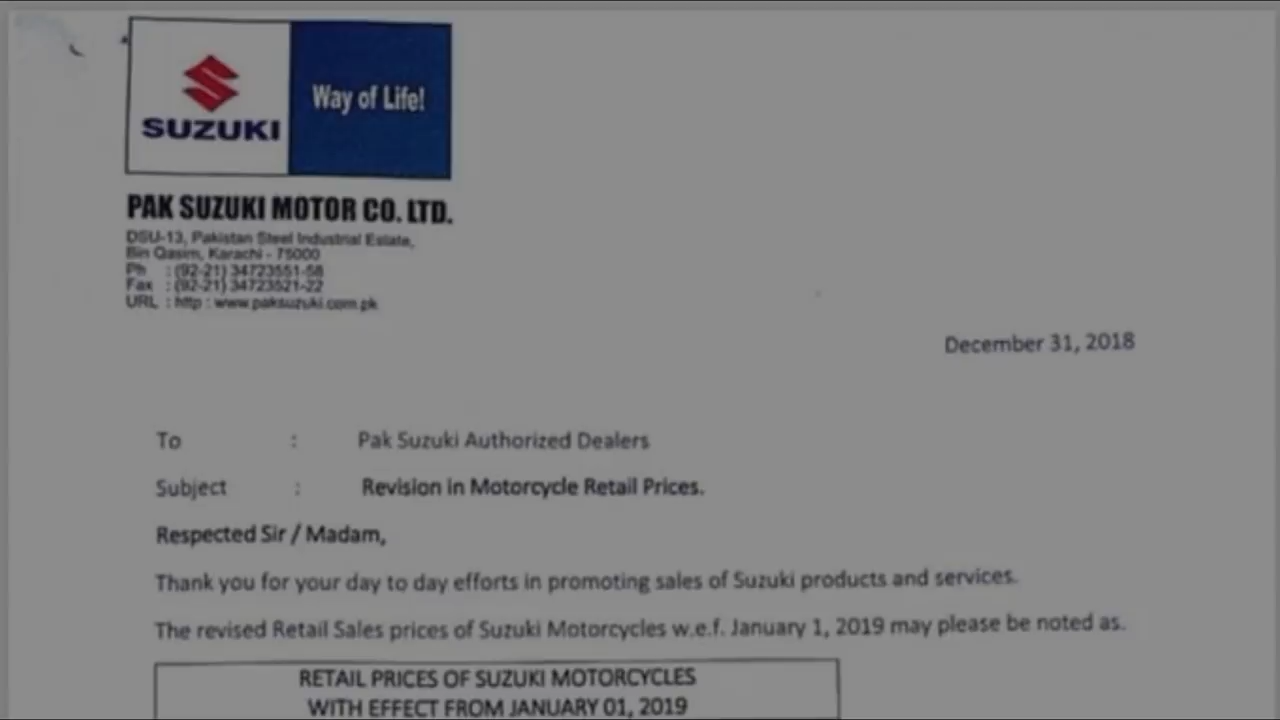 SUZUKI
Way of Life!
PAK SUZUKI MOTOR CO. LTD.
DSU-13, Pakistan Steel Industrial Estate,
Bin Qasim, Karachi - 75000
Ph : (92-21) 34723551-58
Fax : (92-21) 34723521-22
URL : http : www.paksuzuki.com.pk
December 31, 2018
To : Pak Suzuki Authorized Dealers
Subject : Revision in Motorcycle Retail Prices.
Respected Sir / Madam,
Thank you for your day to day efforts in promoting sales of Suzuki products and services.
The revised Retail Sales prices of Suzuki Motorcycles w.e.f. January 1, 2019 may please be noted as.
RETAIL PRICES OF SUZUKI MOTORCYCLES
WITH EFFECT FROM JANUARY 01, 2019